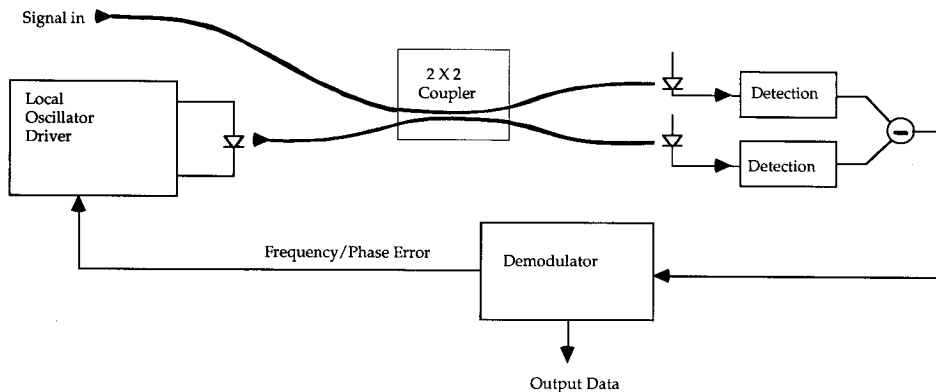 Signal in
2 X 2
Coupler
Local
Oscillator
Driver
Detection
Detection
Frequency/Phase Error
Demodulator
Output Data